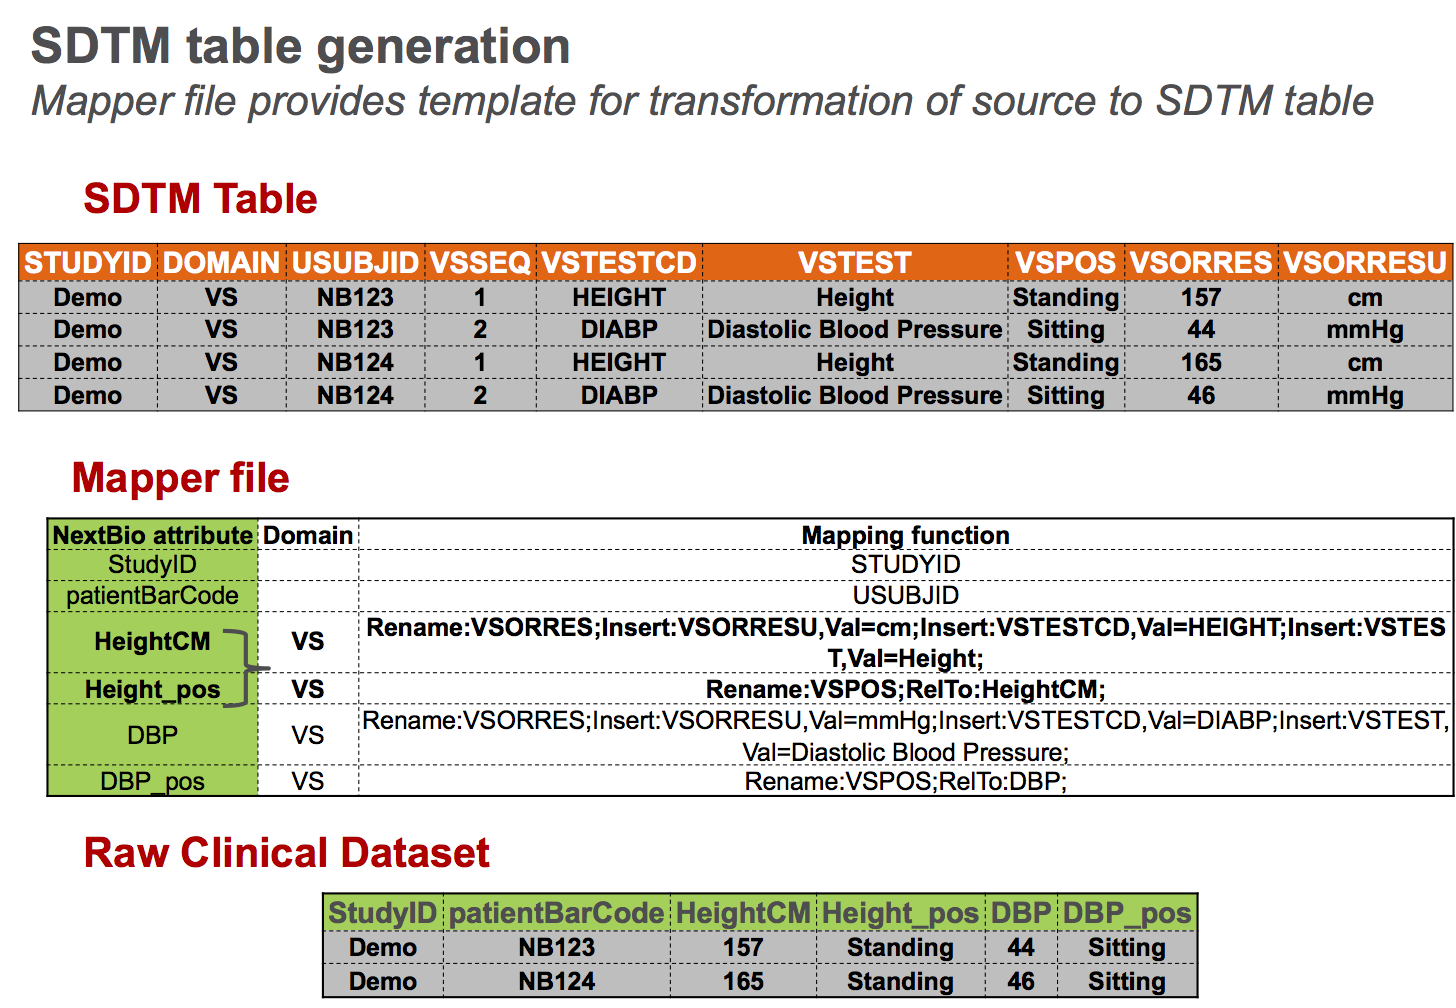 SDTM table generation
Mapper file provides template for transformation of source to SDTM table
SDTM Table
STUDYID DOMAIN USUBJID VSSEQ VSTESTCD VSTEST VSPOS VSORRES VSORRESU
Demo VS NB123 1 HEIGHT Height Standing 157 cm
Demo VS NB123 2 DIABP Diastolic Blood Pressure Sitting 44 mmHg
Demo VS NB124 1 HEIGHT Height Standing 165 cm
Demo VS NB124 2 DIABP Diastolic Blood Pressure Sitting 46 mmHg
Mapper file
NextBio attribute Domain Mapping function
StudyID STUDYID
patientBarCode USUBJID
HeightCM VS Rename:VSORRES;Insert:VSORRESU,Val=cm;Insert:VSTESTCD,Val=HEIGHT;Insert:VSTES
T,Val=Height;
Height_pos VS Rename:VSPOS;RelTo:HeightCM;
DBP VS Rename:VSORRES;Insert:VSORRESU,Val=mmHg;Insert:VSTESTCD,Val=DIABP;Insert:VSTEST,
Val=Diastolic Blood Pressure;
DBP_pos VS Rename:VSPOS;RelTo:DBP;
Raw Clinical Dataset
StudyID patientBarCode HeightCM Height_pos DBP DBP_pos
Demo NB123 157 Standing 44 Sitting
Demo NB124 165 Standing 46 Sitting